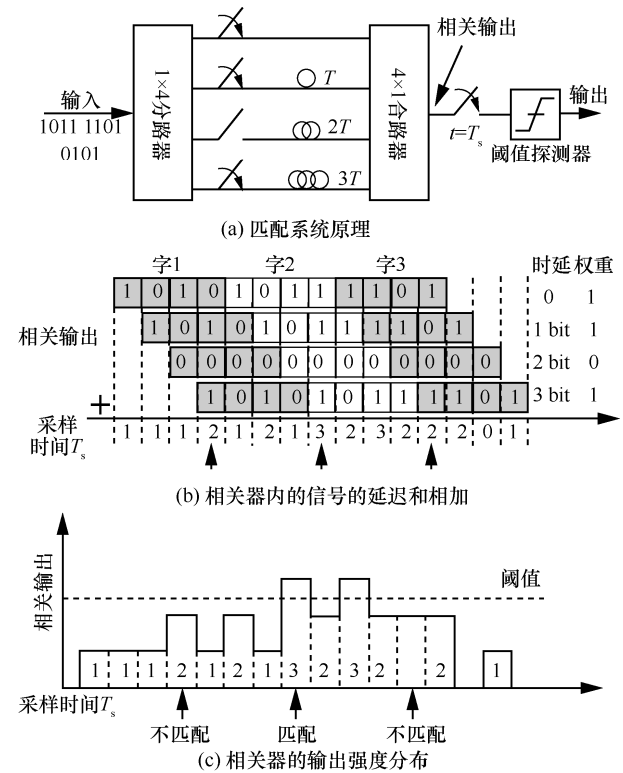 相关输出
1×4分路器
4×1合路器
T
2T
3T
输入
1011 1101
0101
t=Ts
输出
阈值探测器
(a) 匹配系统原理
字1 字2 字3 时延 权重
1 0 1 0 1 0 1 1 1 1 0 1 0 1
1 0 1 0 1 0 1 1 1 1 0 1 1 bit 1
相关输出
0 0 0 0 0 0 0 0 0 0 0 0 2 bit 0
1 0 1 0 1 0 1 1 1 1 0 1 3 bit 1
+
采样
时间Ts
1 1 1 2 1 2 1 3 2 3 2 2 2 0 1
(b) 相关器内的信号的延迟和相加
相关输出
阈值
1 1 1 2 1 2 1 3 2 3 2 2 1
采样时间Ts
不匹配 匹配 不匹配
(c) 相关器的输出强度分布